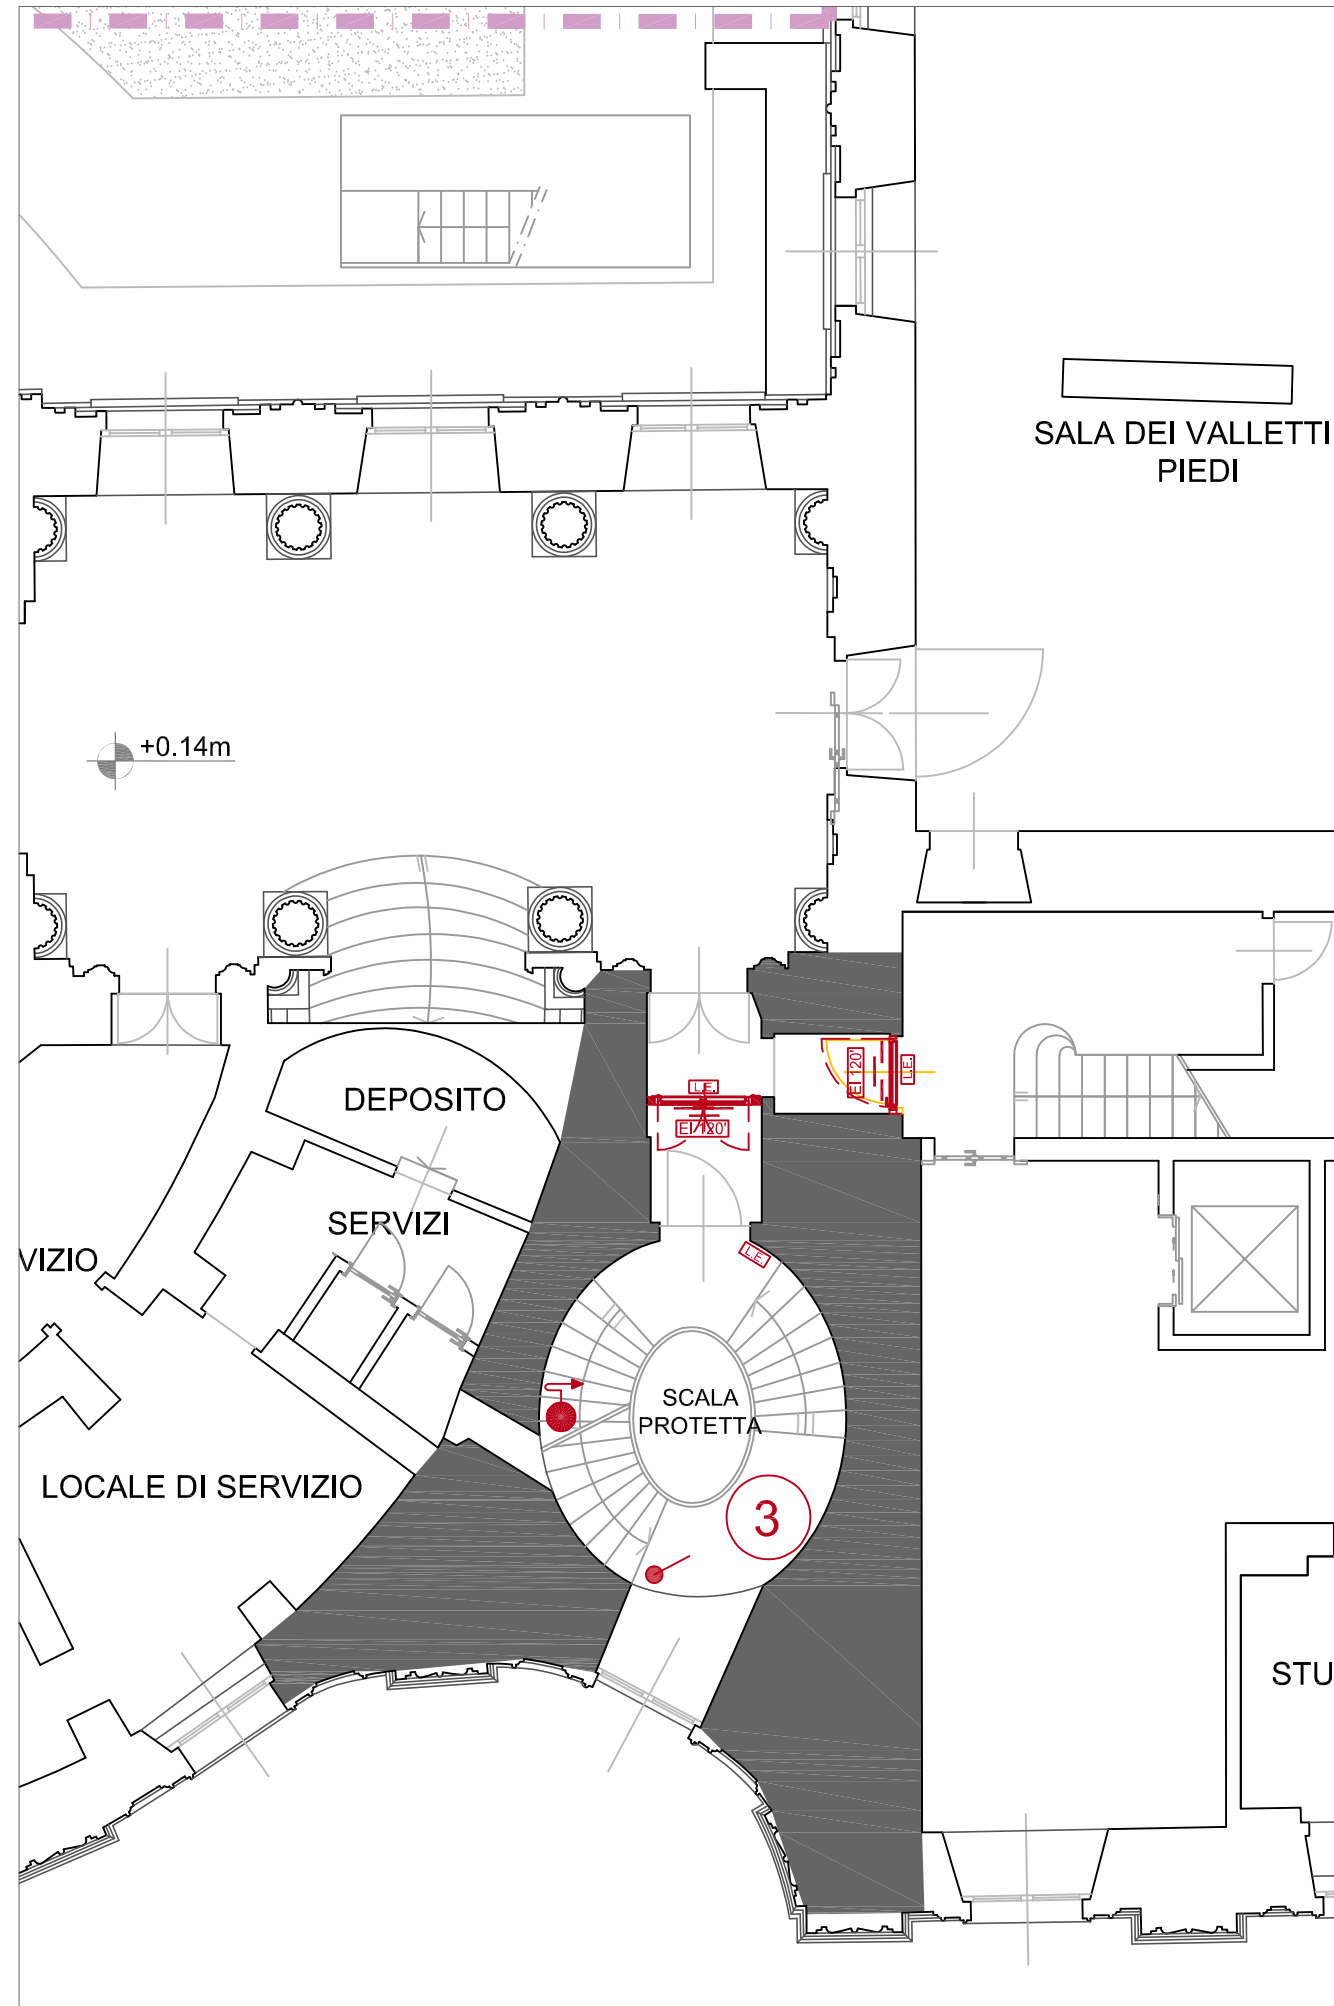 SALA DEI VALLETTI
PIEDI
+0.14m
L.E.
EI 120'
EI 120'
L.E.
DEPOSITO
SERVIZI
VIZIO
L.E.
SCALA
PROTETTA
LOCALE DI SERVIZIO
3
STU